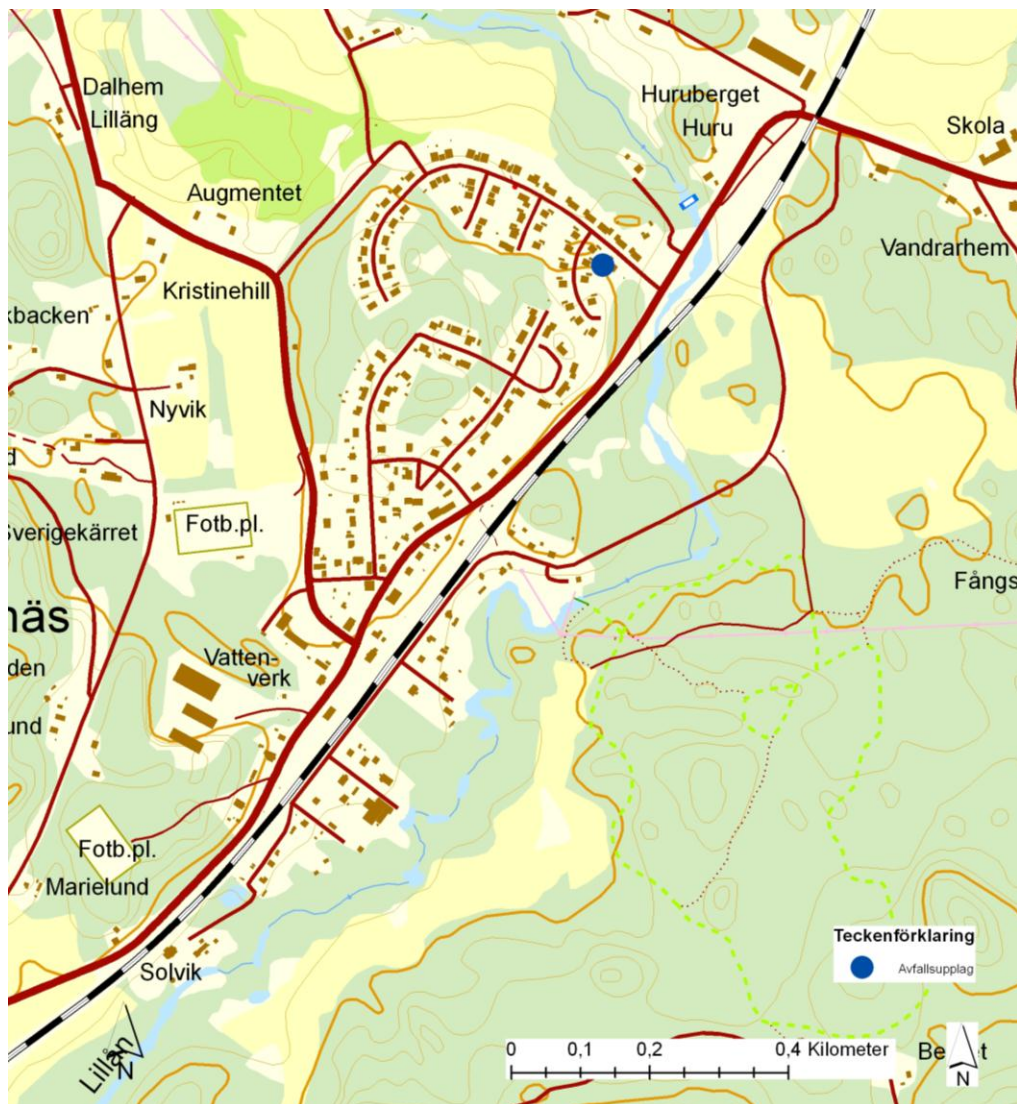 Dalhem
Lilläng
Huruberget
Huru
Skola
Augmentet
Vandrarhem
Kristinehill
xbacken
Nyvik
d
Sverigekärret
Fotb.pl.
Fångs
näs
den
Vatten-
verk
und
Fotb.pl.
Marielund
Solvik
Lillån
N
Teckenförklaring
Avfallsupplag
0 0,1 0,2 0,4 Kilometer
N